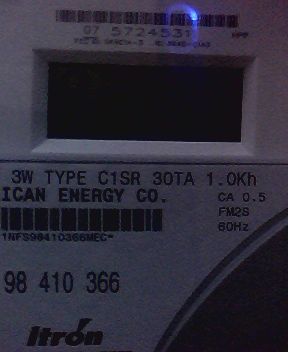 07 5724531
3W TYPE C1SR 30TA 1.0Kh
ICAN ENERGY CO.
CA 0.5
FM2S
60Hz
1NFS98410366MEC*
98 410 366
Itron